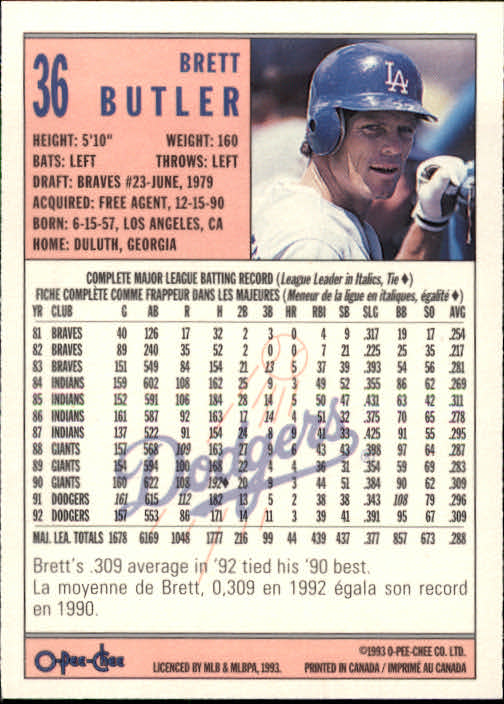 36
BRETT
BUTLER
LA
HEIGHT: 5'10" WEIGHT: 160
BATS: LEFT THROWS: LEFT
DRAFT: BRAVES #23-JUNE, 1979
ACQUIRED: FREE AGENT, 12-15-90
BORN: 6-15-57, LOS ANGELES, CA
HOME: DULUTH, GEORGIA
COMPLETE MAJOR LEAGUE BATTING RECORD (League Leader in Italics, Tie ♦)
FICHE COMPLÈTE COMME FRAPPEUR DANS LES MAJEURES (Meneur de la ligue en italiques, égalité ♦)
YR CLUB G AB R H 2B 3B HR RBI SB SLG BB SO AVG
81 BRAVES 40 126 17 32 2 3 0 4 9 .317 19 17 .254
82 BRAVES 89 240 35 52 2 0 0 7 21 .225 25 35 .217
83 BRAVES 151 549 84 154 21 13 5 37 39 .393 54 56 .281
84 INDIANS 159 602 108 162 25 9 3 49 52 .355 86 62 .269
85 INDIANS 152 591 106 184 28 14 5 50 47 .431 63 42 .311
86 INDIANS 161 587 92 163 17 14 4 51 32 .375 70 65 .278
87 INDIANS 137 522 91 154 24 8 9 41 33 .425 91 55 .295
88 GIANTS 157 568 109 163 27 9 6 43 43 .398 97 64 .287
89 GIANTS 154 594 100 168 22 4 4 36 31 .354 59 69 .283
90 GIANTS 160 622 108 192♦ 20 9 3 44 51 .384 90 62 .309
91 DODGERS 161 615 112 182 13 5 2 38 38 .343 108 79 .296
92 DODGERS 157 553 86 171 14 11 3 39 41 .391 95 67 .309
MAJ. LEA. TOTALS 1678 6169 1048 1777 216 99 44 439 437 .377 857 673 .288
Dodgers
Brett's .309 average in '92 tied his '90 best.
La moyenne de Brett, 0,309 en 1992 égala son record
en 1990.
O-Pee-Chee
LICENCED BY MLB & MLBPA, 1993.
©1993 O-PEE-CHEE CO. LTD.
PRINTED IN CANADA / IMPRIMÉ AU CANADA